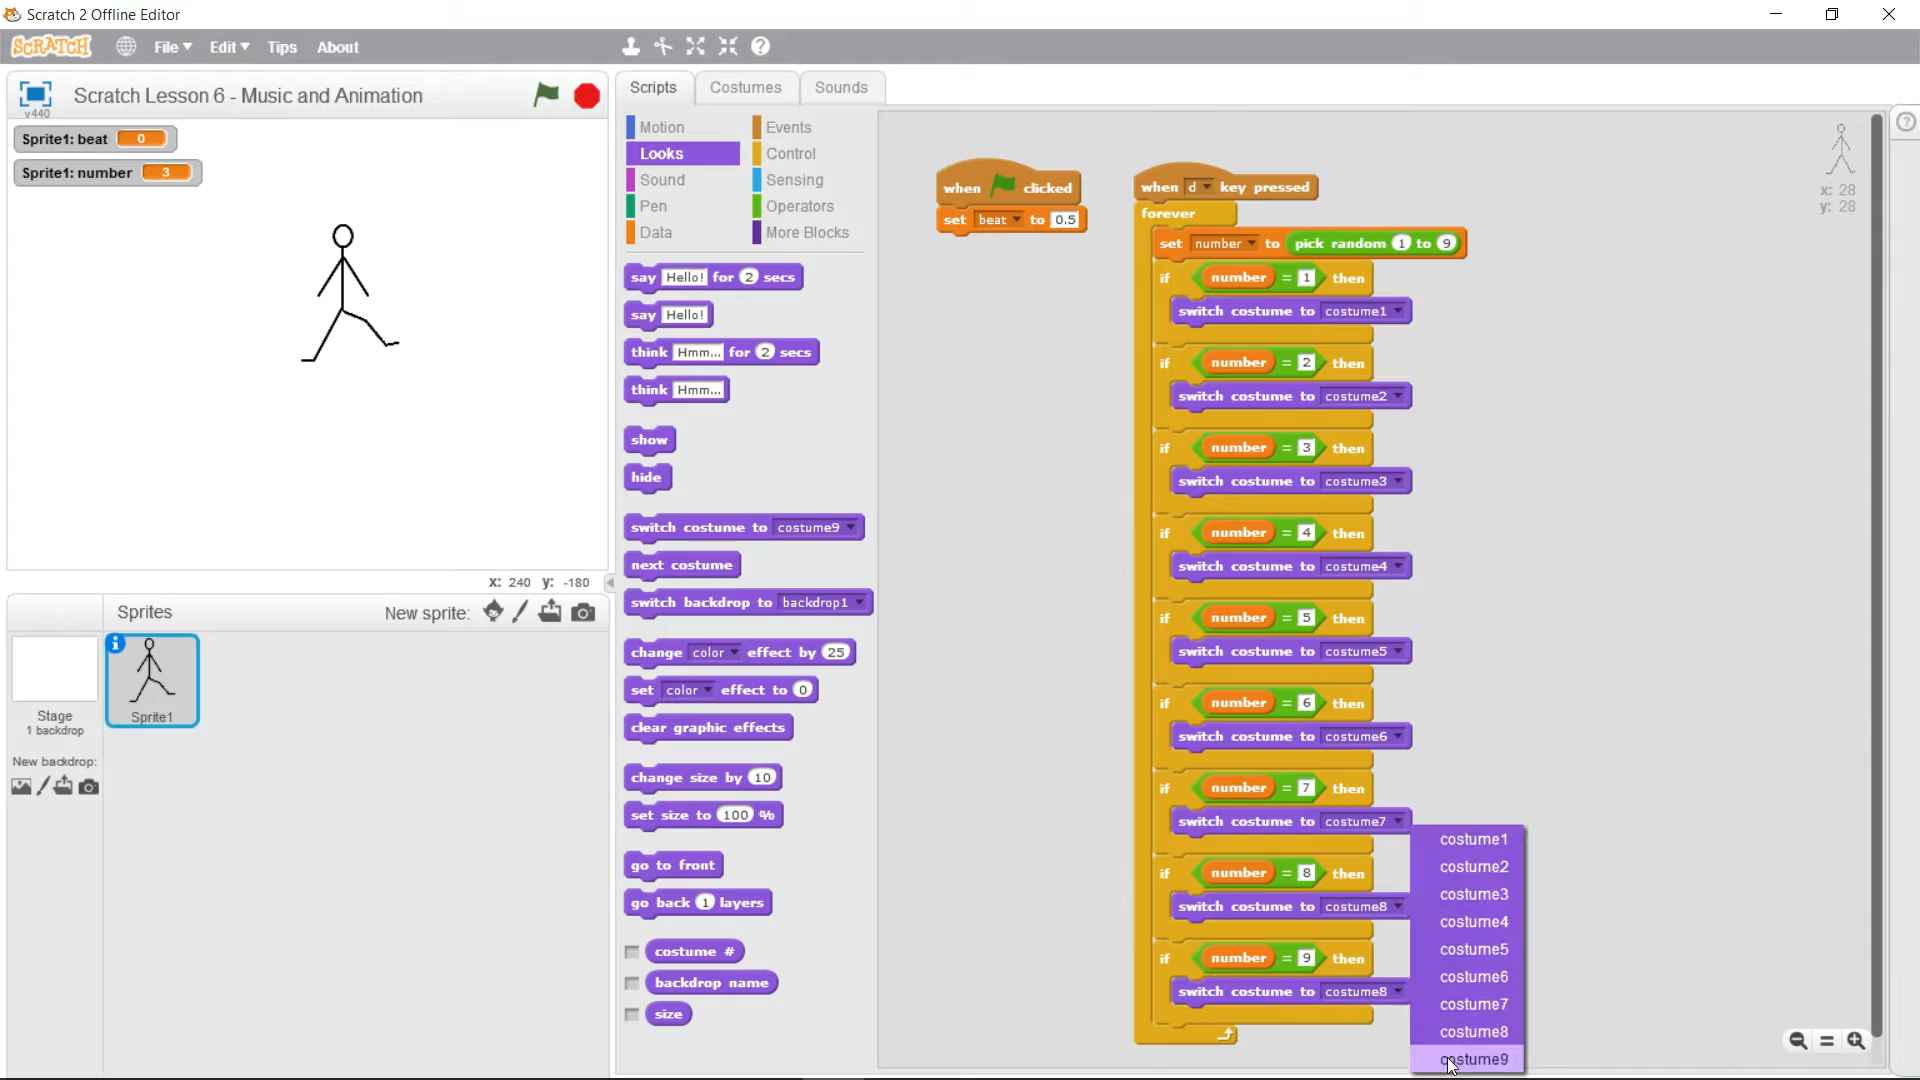 Scratch 2 Offline Editor
SCRATCH File Edit Tips About
v440
Scratch Lesson 6 - Music and Animation
Sprite1: beat 0
Sprite1: number 3
x: 240 y: -180
Sprites New sprite:
Sprite1
Stage
1 backdrop
New backdrop:
Scripts Costumes Sounds
Motion Events
Looks Control
Sound Sensing
Pen Operators
Data More Blocks
say Hello! for 2 secs
say Hello!
think Hmm... for 2 secs
think Hmm...
show
hide
switch costume to costume9
next costume
switch backdrop to backdrop1
change color effect by 25
set color effect to 0
clear graphic effects
change size by 10
set size to 100 %
go to front
go back 1 layers
costume #
backdrop name
size
when clicked
set beat to 0.5
when d key pressed
forever
set number to pick random 1 to 9
if number = 1 then
switch costume to costume1
if number = 2 then
switch costume to costume2
if number = 3 then
switch costume to costume3
if number = 4 then
switch costume to costume4
if number = 5 then
switch costume to costume5
if number = 6 then
switch costume to costume6
if number = 7 then
switch costume to costume7
if number = 8 then
switch costume to costume8
if number = 9 then
switch costume to costume8
costume1
costume2
costume3
costume4
costume5
costume6
costume7
costume8
costume9
x: 28
y: 28